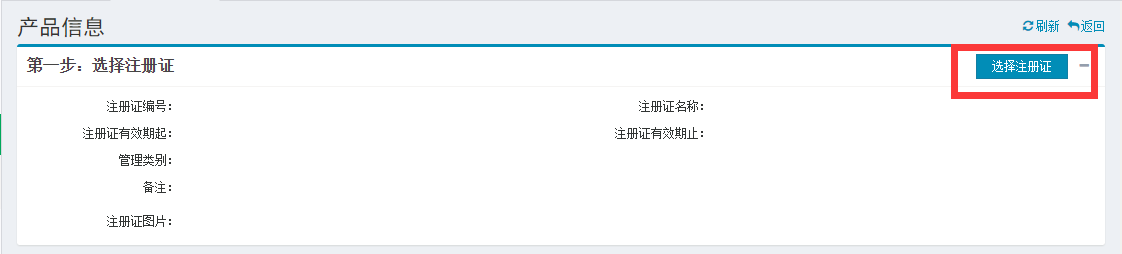 产品信息 刷新 返回
第一步：选择注册证 选择注册证
注册证编号： 注册证名称：
注册证有效期起： 注册证有效期止：
管理类别：
备注：
注册证图片：